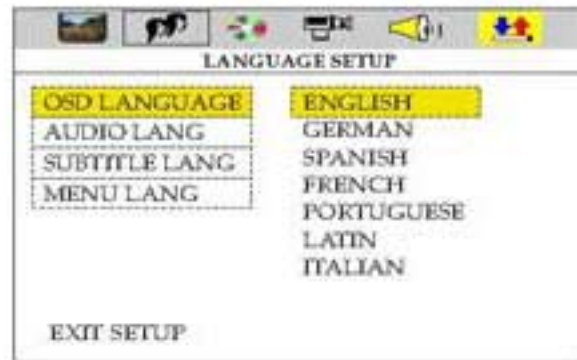 LANGUAGE SETUP
OSD LANGUAGE
AUDIO LANG
SUBTITLE LANG
MENU LANG
ENGLISH
GERMAN
SPANISH
FRENCH
PORTUGUESE
LATIN
ITALIAN
EXIT SETUP